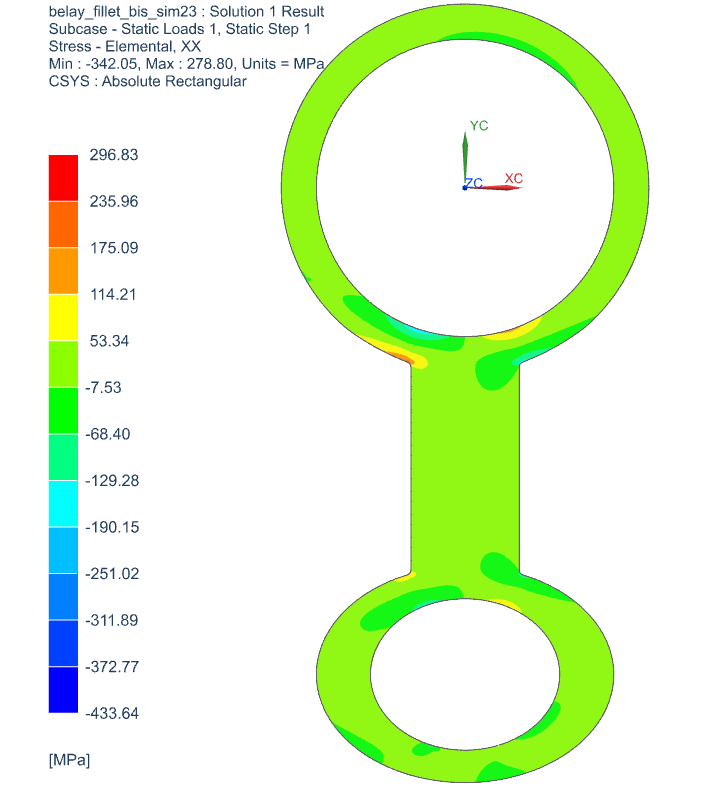 belay_fillet_bis_sim23 : Solution 1 Result
Subcase - Static Loads 1, Static Step 1
Stress - Elemental, XX
Min : -342.05, Max : 278.80, Units = MPa
CSYS : Absolute Rectangular
YC
ZC
XC
296.83
235.96
175.09
114.21
53.34
-7.53
-68.40
-129.28
-190.15
-251.02
-311.89
-372.77
-433.64
[MPa]